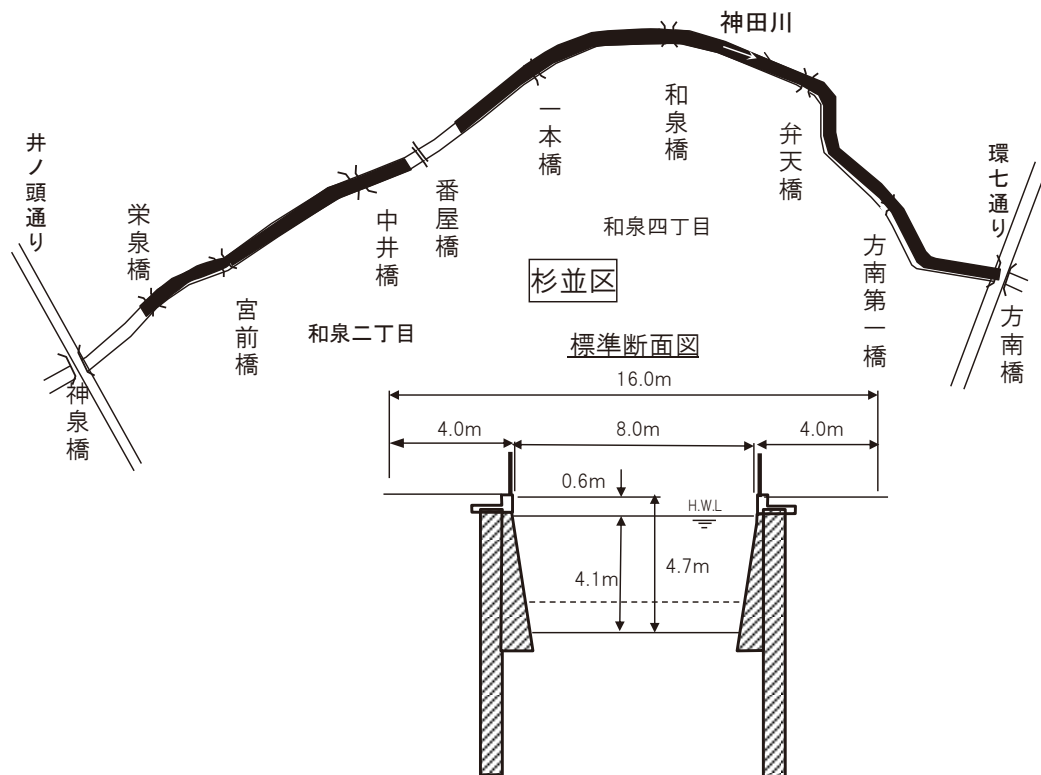 神田川
井ノ頭通り
栄泉橋
宮前橋
神泉橋
中井橋
番屋橋
一本橋
和泉橋
弁天橋
環七通り
方南第一橋
方南橋
和泉四丁目
杉並区
和泉二丁目
標準断面図
16.0m
4.0m
8.0m
4.0m
0.6m
H.W.L
4.1m
4.7m